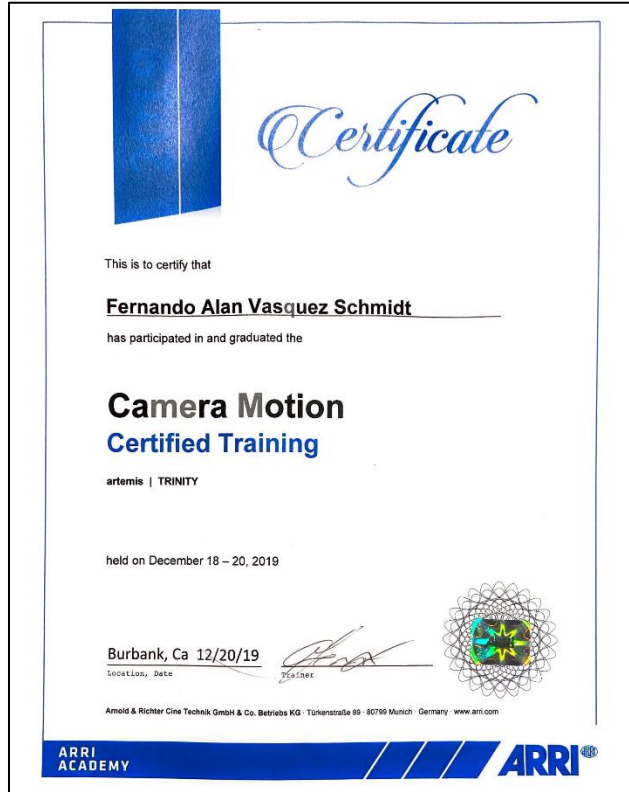 Certificate
This is to certify that
Fernando Alan Vasquez Schmidt
has participated in and graduated the
Camera Motion
Certified Training
artemis | TRINITY
held on December 18 – 20, 2019
Burbank, Ca 12/20/19
Location, Date
Trainer
Arnold & Richter Cine Technik GmbH & Co. Betriebs KG · Türkenstraße 89 · 80799 Munich · Germany · www.arri.com
ARRI
ACADEMY
ARRI®